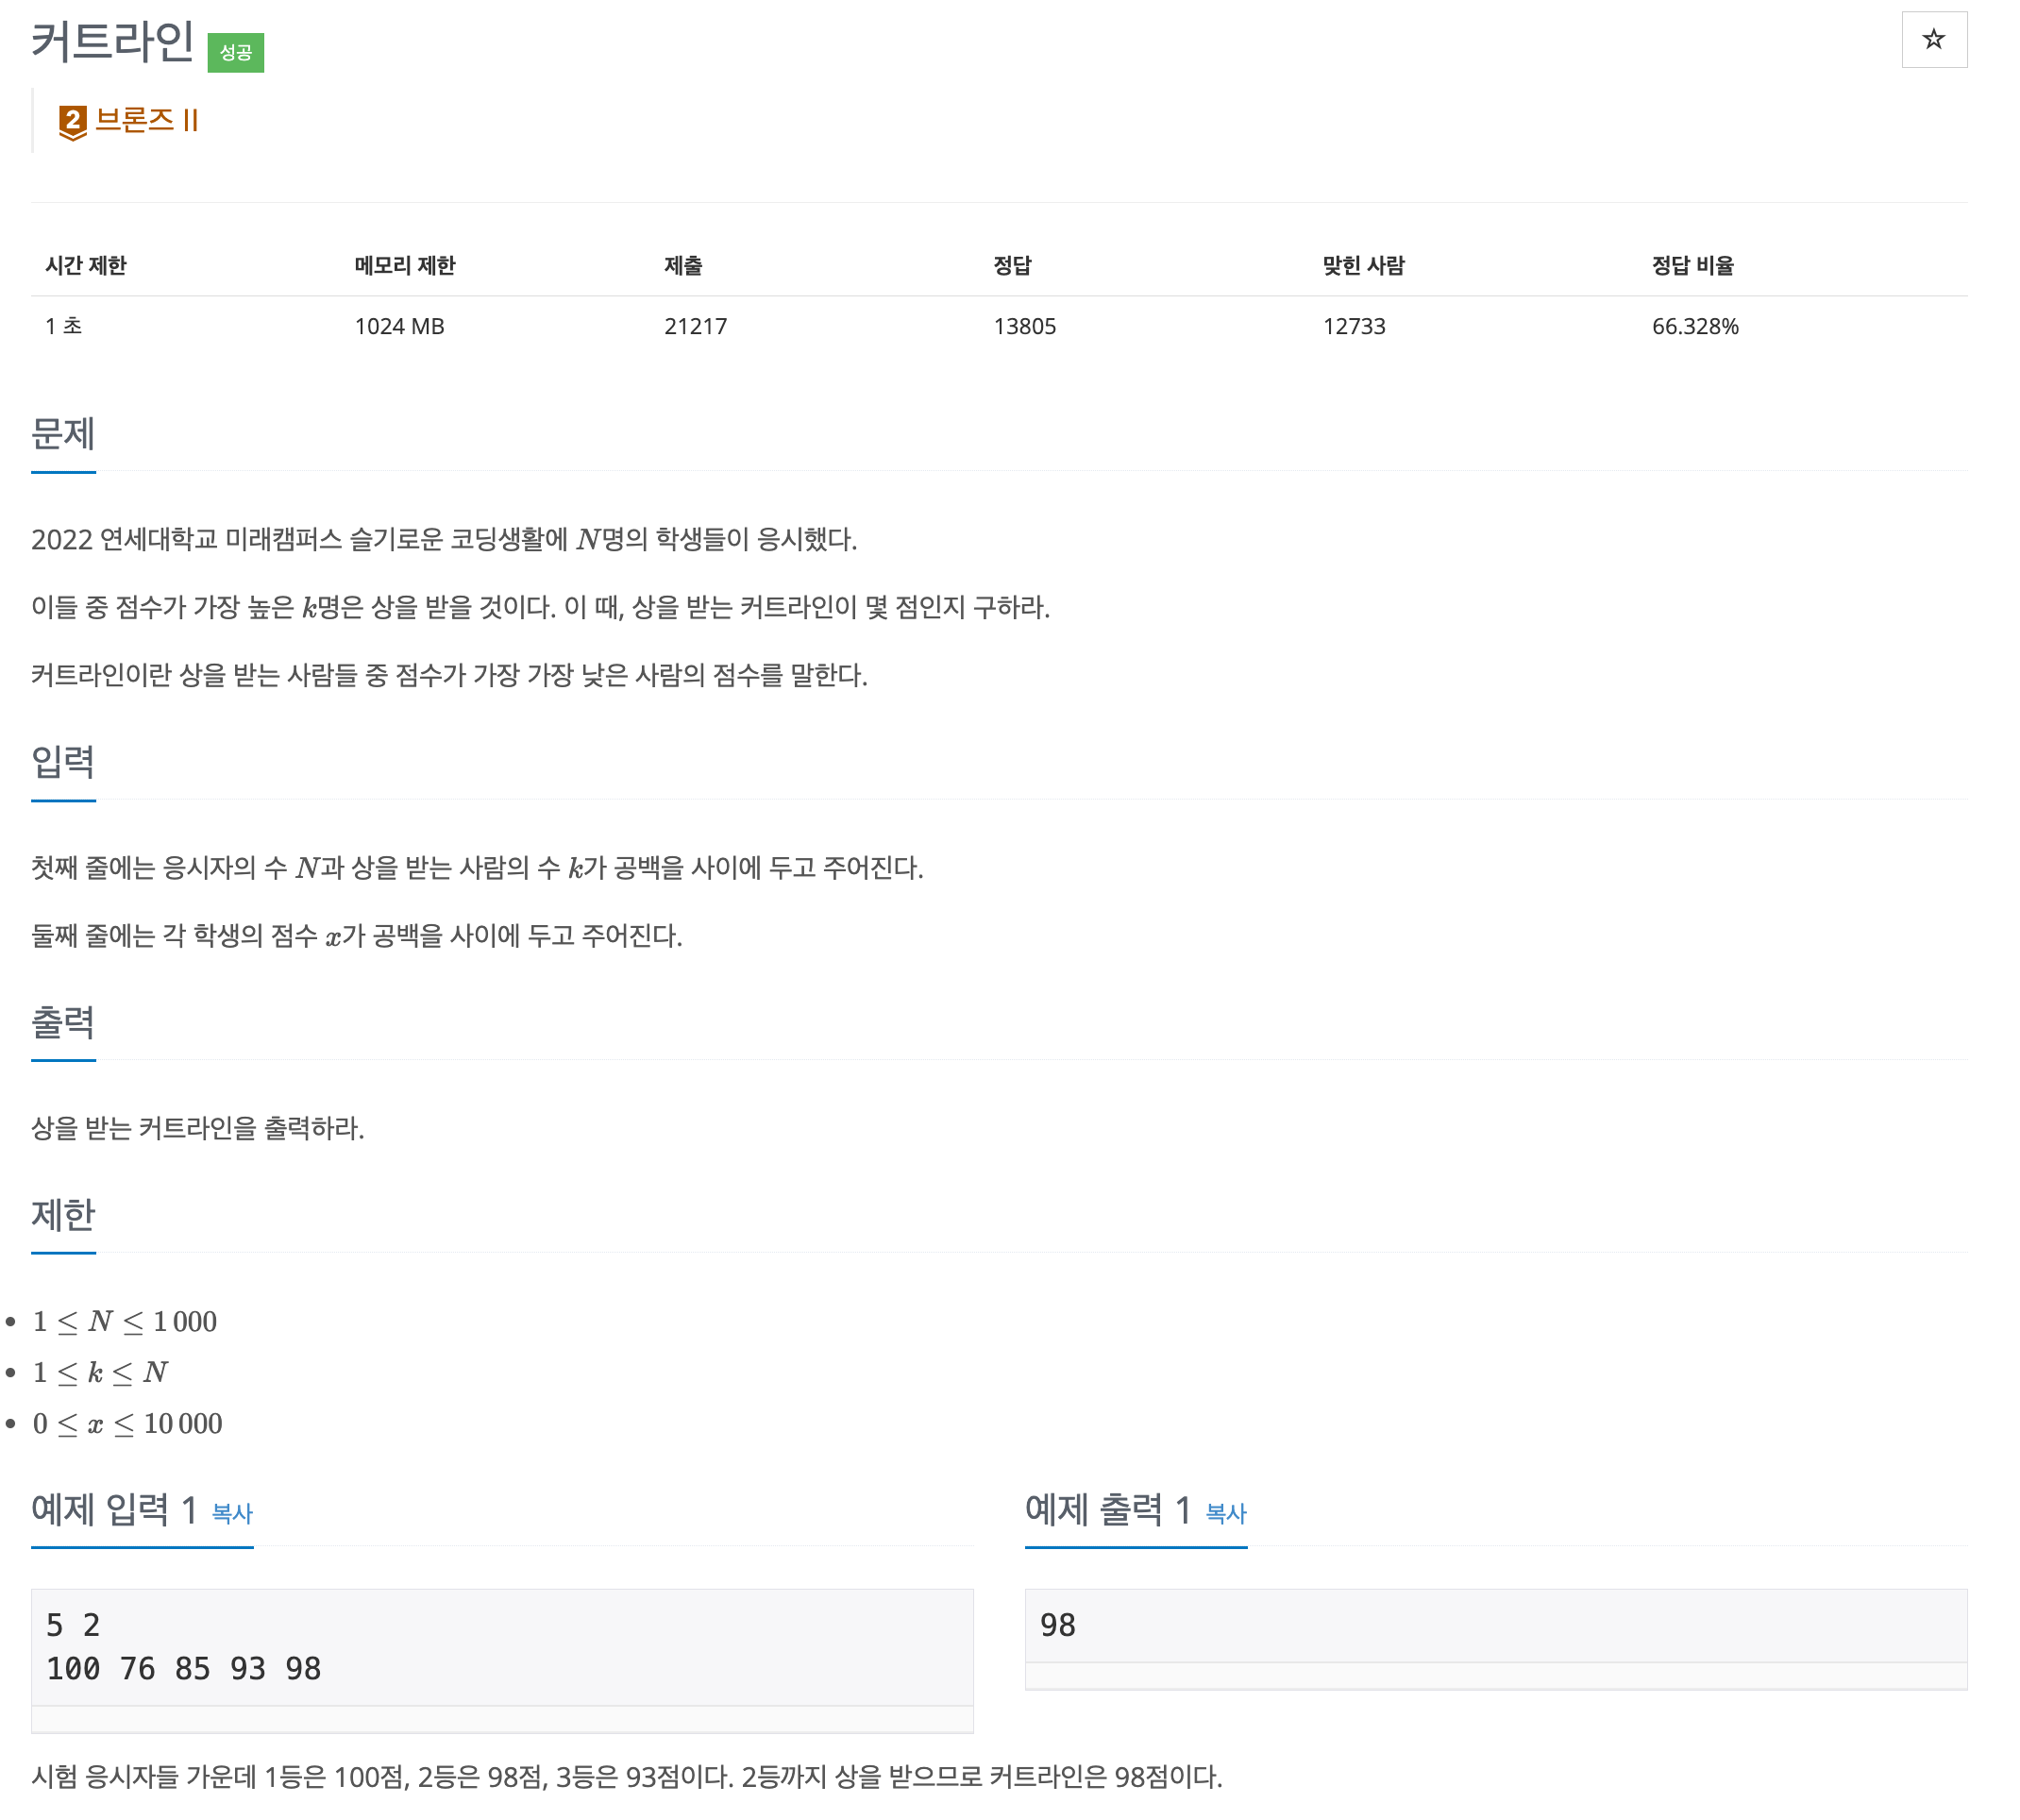 커트라인 성공
2 브론즈 II
시간 제한 메모리 제한 제출 정답 맞힌 사람 정답 비율
1 초 1024 MB 21217 13805 12733 66.328%
문제
2022 연세대학교 미래캠퍼스 슬기로운 코딩생활에 N명의 학생들이 응시했다.
이들 중 점수가 가장 높은 k명은 상을 받을 것이다. 이 때, 상을 받는 커트라인이 몇 점인지 구하라.
커트라인이란 상을 받는 사람들 중 점수가 가장 가장 낮은 사람의 점수를 말한다.
입력
첫째 줄에는 응시자의 수 N과 상을 받는 사람의 수 k가 공백을 사이에 두고 주어진다.
둘째 줄에는 각 학생의 점수 x가 공백을 사이에 두고 주어진다.
출력
상을 받는 커트라인을 출력하라.
제한
• 1 ≤ N ≤ 1 000
• 1 ≤ k ≤ N
• 0 ≤ x ≤ 10 000
예제 입력 1 복사
5 2
100 76 85 93 98
예제 출력 1 복사
98
시험 응시자들 가운데 1등은 100점, 2등은 98점, 3등은 93점이다. 2등까지 상을 받으므로 커트라인은 98점이다.